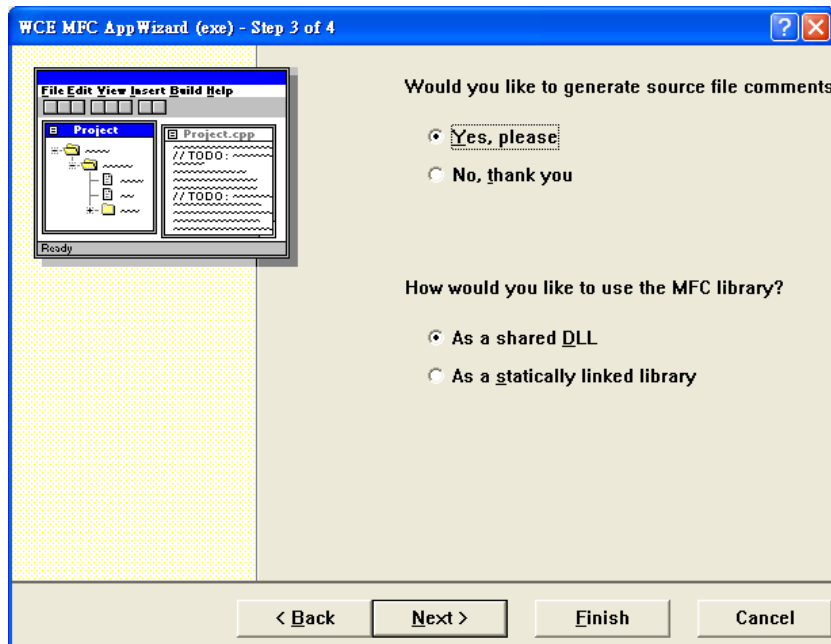 WCE MFC AppWizard (exe) - Step 3 of 4
File Edit View Insert Build Help
Project
Project.cpp
// TODO:
// TODO:
Ready
Would you like to generate source file comments
Yes, please
No, thank you
How would you like to use the MFC library?
As a shared DLL
As a statically linked library
< Back
Next >
Finish
Cancel